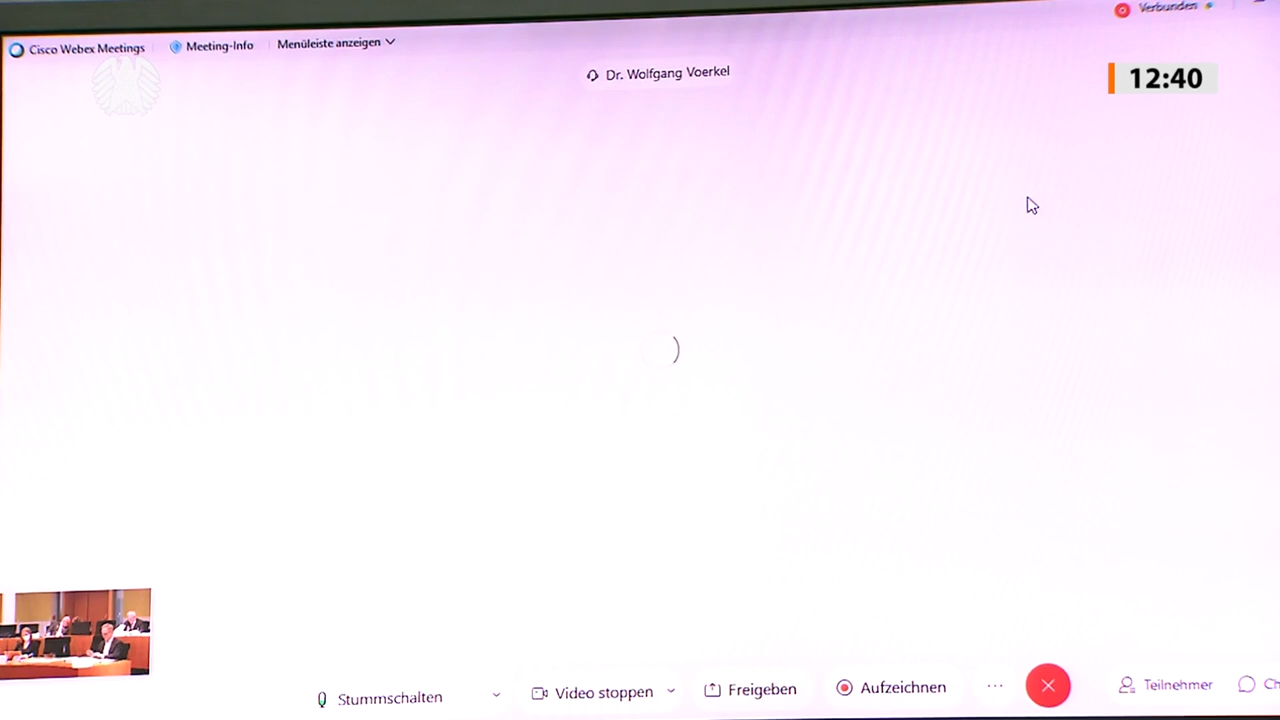 Cisco Webex Meetings
Meeting-Info
Menüleiste anzeigen
Verbunden
Dr. Wolfgang Voerkel
12:40
Stummschalten
Video stoppen
Freigeben
Aufzeichnen
Teilnehmer
Ch